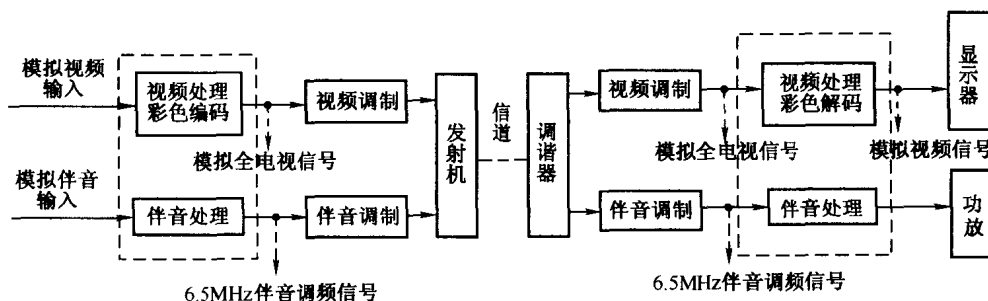 模拟视频
输入
视频处理
彩色编码
视频调制
模拟全电视信号
模拟伴音
输入
伴音处理
伴音调制
6.5MHz伴音调频信号
发射机
信道
调谐器
视频调制
视频处理
彩色解码
模拟全电视信号
模拟视频信号
显示器
伴音调制
伴音处理
功放
6.5MHz伴音调频信号